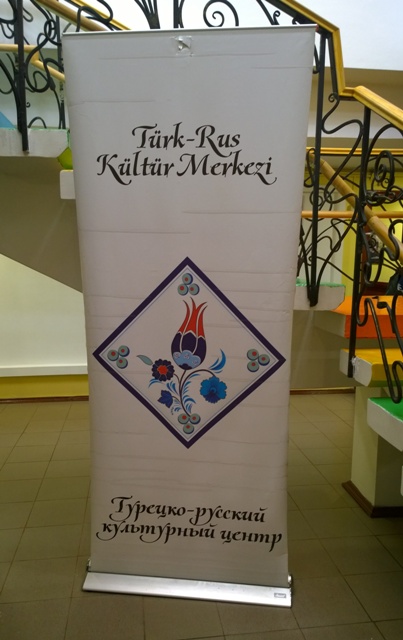 Türk-Rus
Kültür Merkezi
Турецко-русский
культурный центр